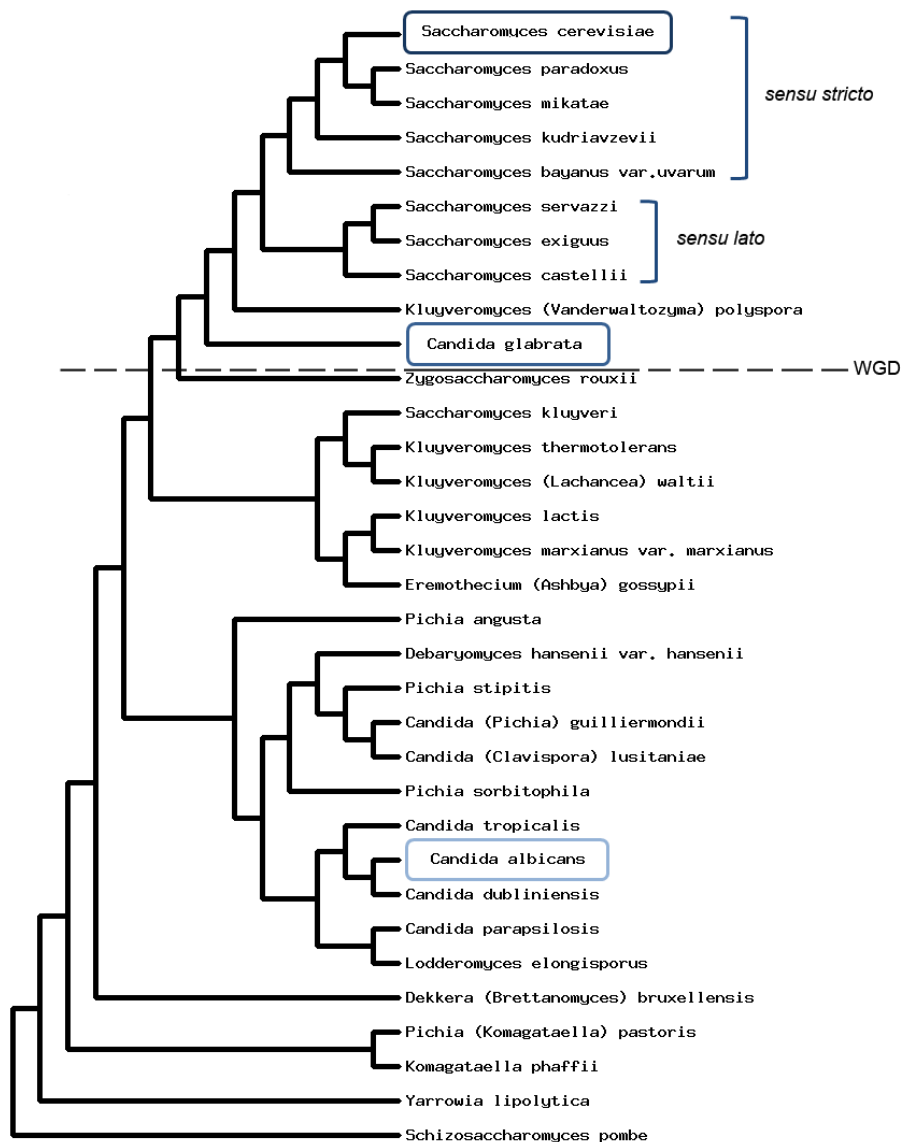 Saccharomyces cerevisiae
Saccharomyces paradoxus
Saccharomyces mikatae
sensu stricto
Saccharomyces kudriavzevii
Saccharomyces bayanus var.uvarum
Saccharomyces servazzi
Saccharomyces exiguus
sensu lato
Saccharomyces castellii
Kluyveromyces (Vanderwaltozyma) polyspora
Candida glabrata
WGD
Zygosaccharomyces rouxii
Saccharomyces kluyveri
Kluyveromyces thermotolerans
Kluyveromyces (Lachancea) waltii
Kluyveromyces lactis
Kluyveromyces marxianus var. marxianus
Eremothecium (Ashbya) gossypii
Pichia angusta
Debaryomyces hansenii var. hansenii
Pichia stipitis
Candida (Pichia) guilliermondii
Candida (Clavispora) lusitaniae
Pichia sorbitophila
Candida tropicalis
Candida albicans
Candida dubliniensis
Candida parapsilosis
Lodderomyces elongisporus
Dekkera (Brettanomyces) bruxellensis
Pichia (Komagataella) pastoris
Komagataella phaffii
Yarrowia lipolytica
Schizosaccharomyces pombe